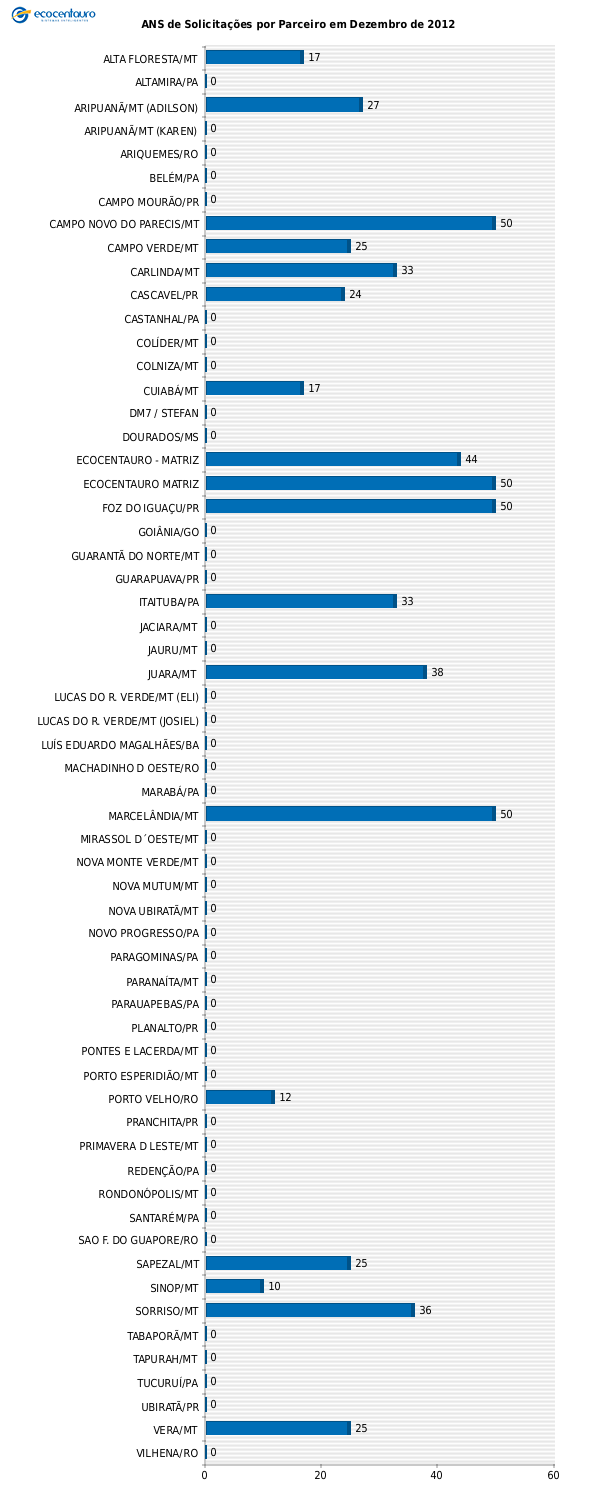 ecocentauro
ANS de Solicitações por Parceiro em Dezembro de 2012
ALTA FLORESTA/MT 17
ALTAMIRA/PA 0
ARIPUANÃ/MT (ADILSON) 27
ARIPUANÃ/MT (KAREN) 0
ARIQUEMES/RO 0
BELÉM/PA 0
CAMPO MOURÃO/PR 0
CAMPO NOVO DO PARECIS/MT 50
CAMPO VERDE/MT 25
CARLINDA/MT 33
CASCAVEL/PR 24
CASTANHAL/PA 0
COLÍDER/MT 0
COLNIZA/MT 0
CUIABÁ/MT 17
DM7 / STEFAN 0
DOURADOS/MS 0
ECOCENTAURO - MATRIZ 44
ECOCENTAURO MATRIZ 50
FOZ DO IGUAÇU/PR 50
GOIÂNIA/GO 0
GUARANTÃ DO NORTE/MT 0
GUARAPUAVA/PR 0
ITAITUBA/PA 33
JACIARA/MT 0
JAURU/MT 0
JUARA/MT 38
LUCAS DO R. VERDE/MT (ELI) 0
LUCAS DO R. VERDE/MT (JOSIEL) 0
LUÍS EDUARDO MAGALHÃES/BA 0
MACHADINHO D OESTE/RO 0
MARABÁ/PA 0
MARCELÂNDIA/MT 50
MIRASSOL D´OESTE/MT 0
NOVA MONTE VERDE/MT 0
NOVA MUTUM/MT 0
NOVA UBIRATÃ/MT 0
NOVO PROGRESSO/PA 0
PARAGOMINAS/PA 0
PARANAÍTA/MT 0
PARAUAPEBAS/PA 0
PLANALTO/PR 0
PONTES E LACERDA/MT 0
PORTO ESPERIDIÃO/MT 0
PORTO VELHO/RO 12
PRANCHITA/PR 0
PRIMAVERA D LESTE/MT 0
REDENÇÃO/PA 0
RONDONÓPOLIS/MT 0
SANTARÉM/PA 0
SAO F. DO GUAPORE/RO 0
SAPEZAL/MT 25
SINOP/MT 10
SORRISO/MT 36
TABAPORÃ/MT 0
TAPURAH/MT 0
TUCURUÍ/PA 0
UBIRATÃ/PR 0
VERA/MT 25
VILHENA/RO 0
0 20 40 60